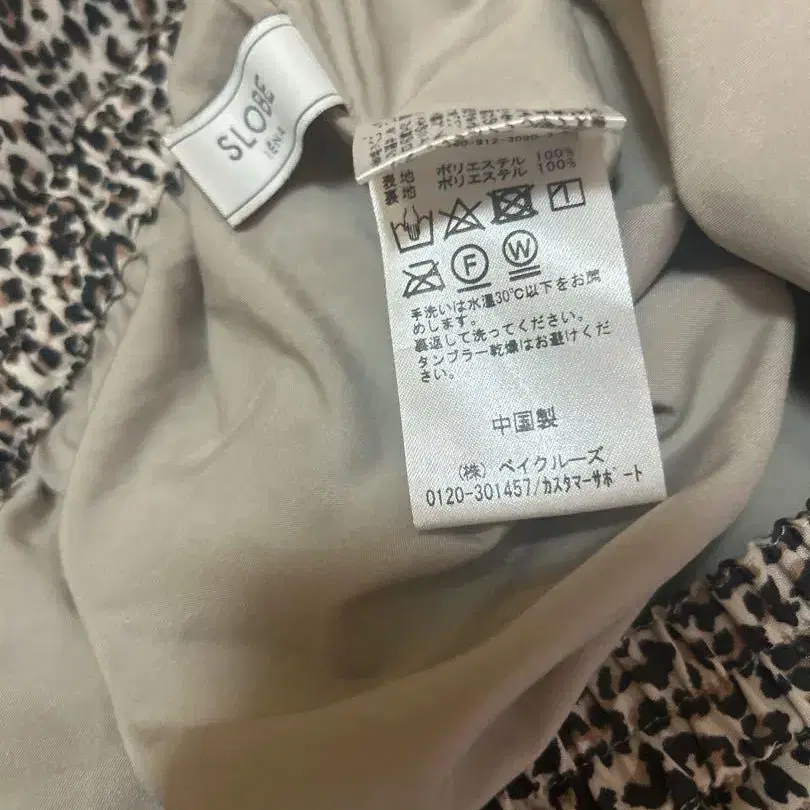 SLOBE
IENA
表 地 ポリエステル 100%
裏 地 ポリエステル 100%
F W
手洗いは水温30℃以下をお薦
めします。
裏返して洗ってください。
タンブラー乾燥はお避けくだ
さい。
中国製
(株) ベイクルーズ
0120-301457/カスタマーサポート